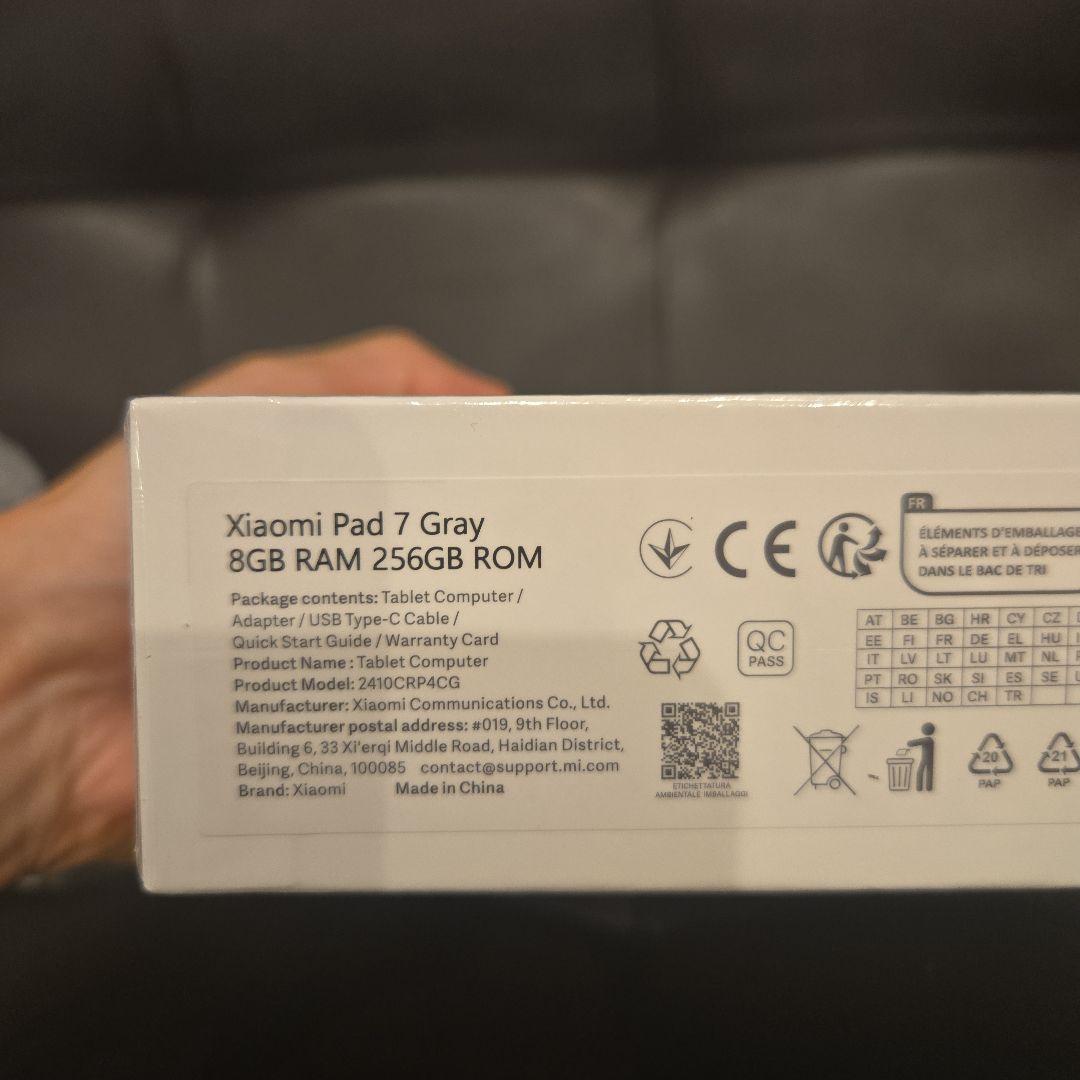 Xiaomi Pad 7 Gray
8GB RAM 256GB ROM
Package contents: Tablet Computer /
Adapter / USB Type-C Cable /
Quick Start Guide / Warranty Card
Product Name : Tablet Computer
Product Model: 2410CRP4CG
Manufacturer: Xiaomi Communications Co., Ltd.
Manufacturer postal address: #019, 9th Floor,
Building 6, 33 Xi'erqi Middle Road, Haidian District,
Beijing, China, 100085 contact@support.mi.com
Brand: Xiaomi Made in China
CE
FR
ÉLÉMENTS D'EMBALLAGE
À SÉPARER ET À DÉPOSER
DANS LE BAC DE TRI
QC
PASS
AT BE BG HR CY CZ
EE FI FR DE EL HU
IT LV LT LU MT NL
PT RO SK SI ES SE
IS LI NO CH TR
ETICHETTATURA
AMBIENTALE IMBALLAGGI
20
PAP
21
PAP